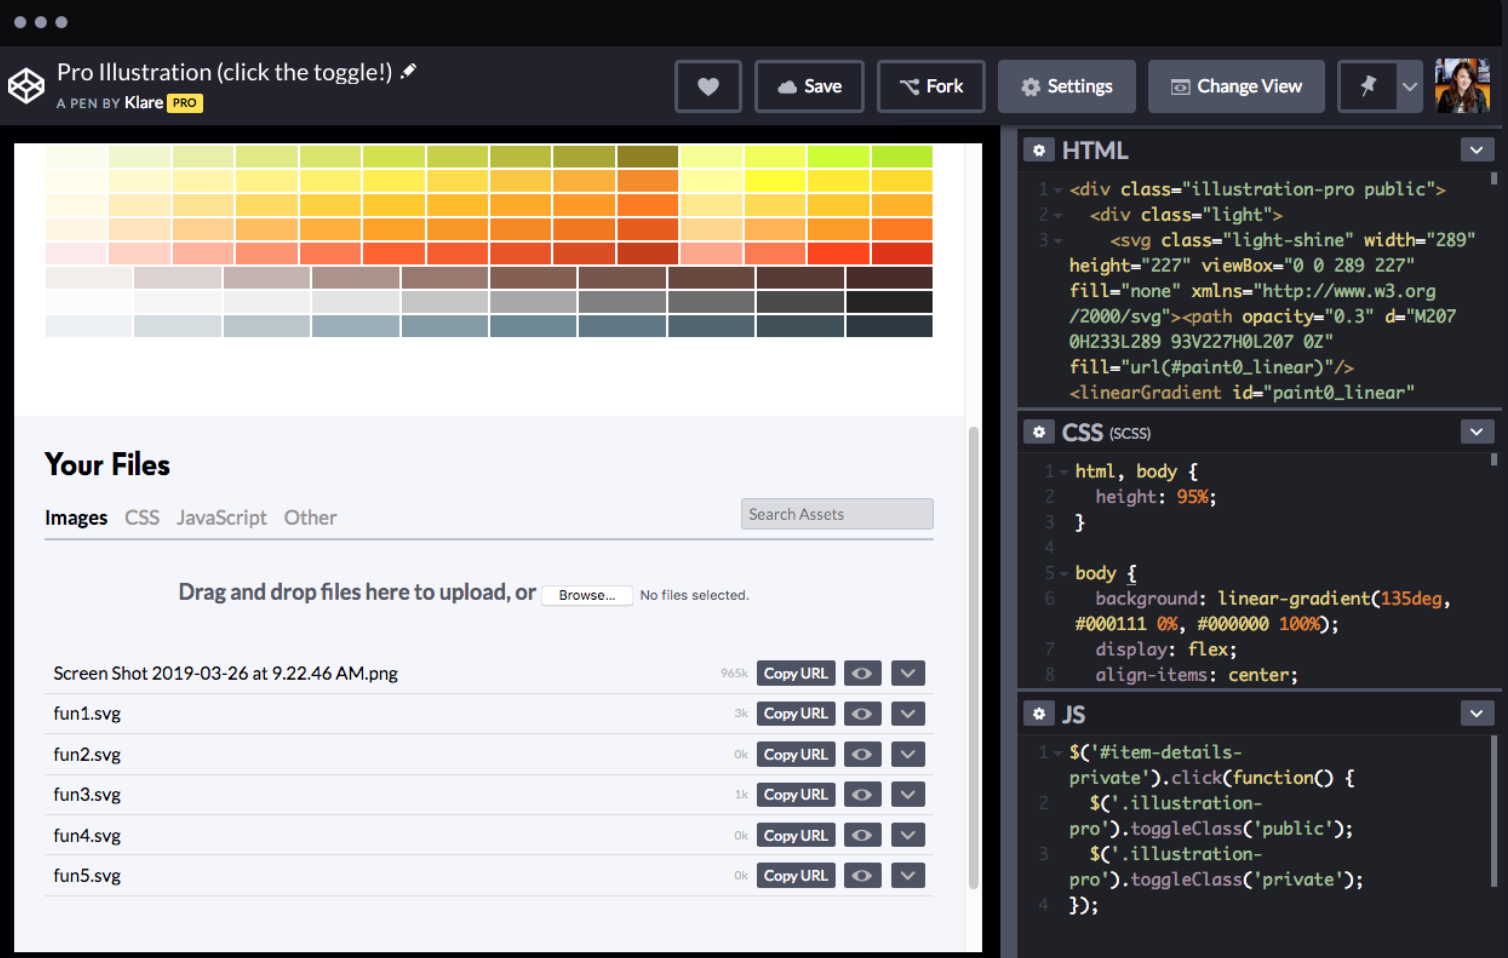 Pro Illustration (click the toggle!)
A PEN BY Klare PRO
Save
Fork
Settings
Change View
Your Files
Images CSS JavaScript Other
Search Assets
Drag and drop files here to upload, or Browse... No files selected.
Screen Shot 2019-03-26 at 9.22.46 AM.png 965k Copy URL
fun1.svg 3k Copy URL
fun2.svg 0k Copy URL
fun3.svg 1k Copy URL
fun4.svg 0k Copy URL
fun5.svg 0k Copy URL
HTML
1 <div class="illustration-pro public">
2 <div class="light">
3 <svg class="light-shine" width="289"
height="227" viewBox="0 0 289 227"
fill="none" xmlns="http://www.w3.org
/2000/svg"><path opacity="0.3" d="M207
0H233L289 93V227H0L207 0Z"
fill="url(#paint0_linear)"/>
<linearGradient id="paint0_linear"
CSS (SCSS)
1 html, body {
2 height: 95%;
3 }
4
5 body {
6 background: linear-gradient(135deg,
#000111 0%, #000000 100%);
7 display: flex;
8 align-items: center;
JS
1 $('#item-details-
private').click(function() {
2 $('.illustration-
pro').toggleClass('public');
3 $('.illustration-
pro').toggleClass('private');
4 });